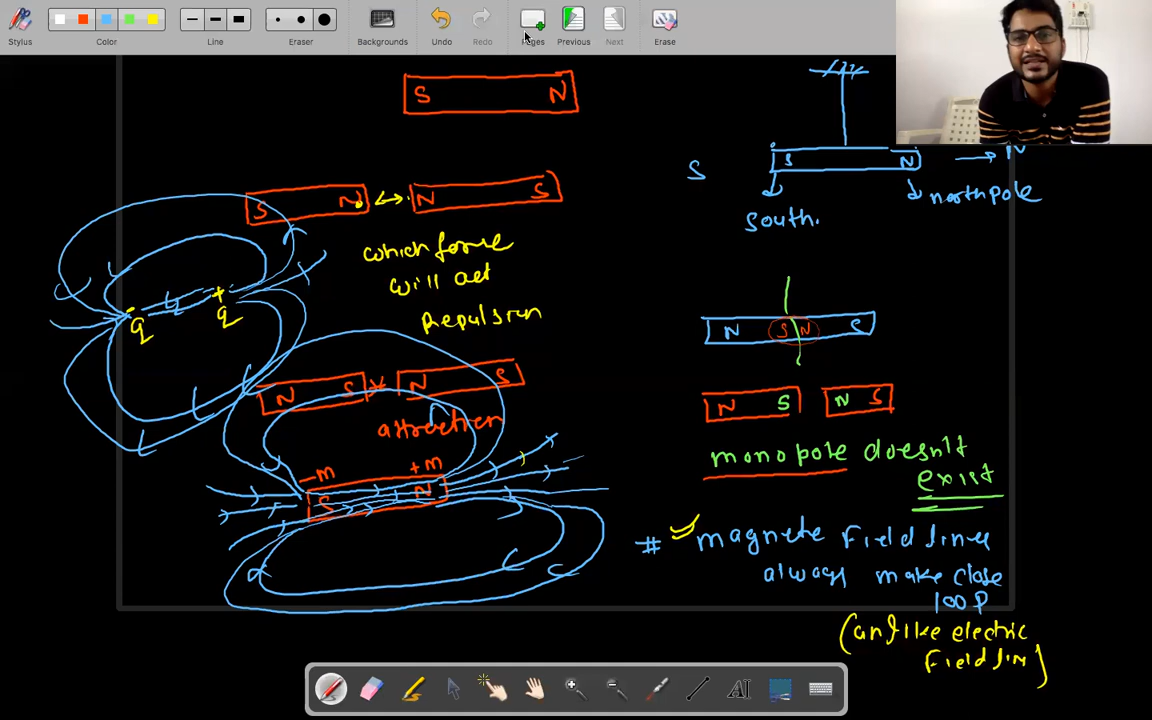 Stylus
Color
Line
Eraser
Backgrounds
Undo
Redo
Pages
Previous
Next
Erase
S N
S N
S
N
south.
north pole
S N N S
which force
will act
repulsion
q
q
N S S N
N S N S
N S N S
attraction
-m +m
S N
monopole doesn't
exist
# magnetic field lines
always make close
loop
(unlike electric
field lin)